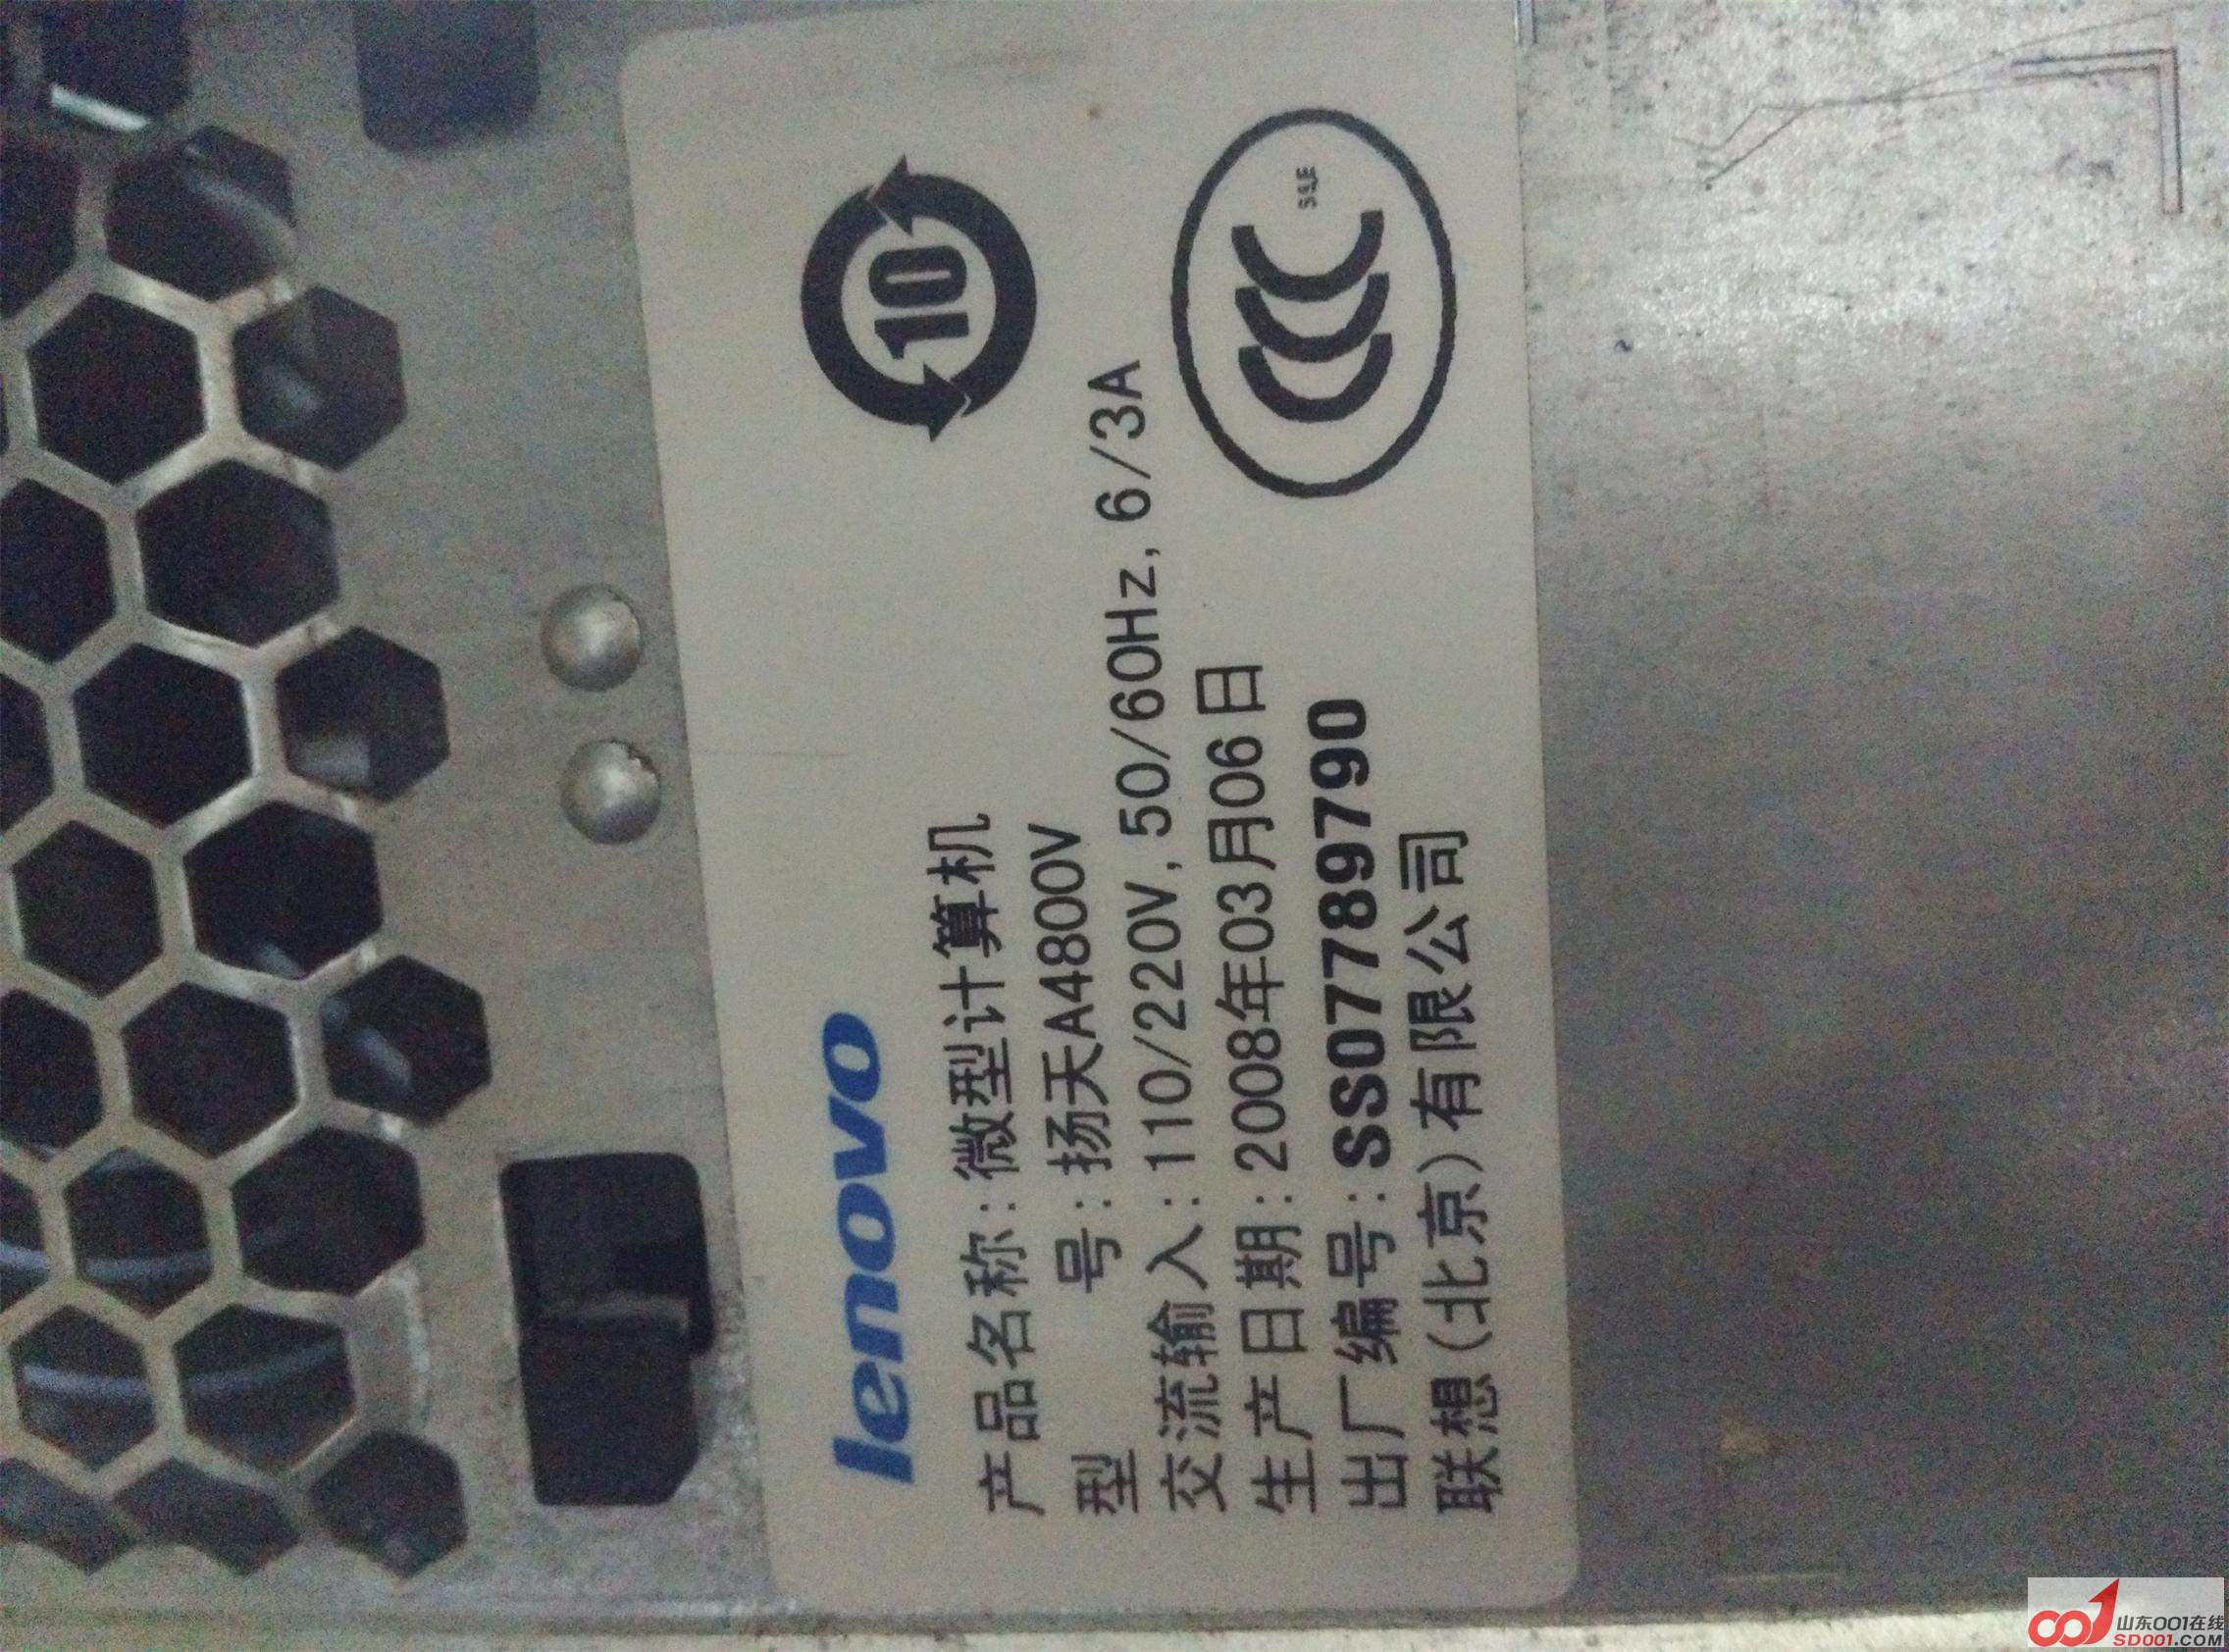 lenovo
产品名称:微型计算机
型 号:扬天A4800V
交流输入:110/220V,50/60Hz,6/3A
生产日期:2008年03月06日
出厂编号:SS07789790
联想(北京)有限公司
10
CCC
S&E
山东001在线
SD001.COM